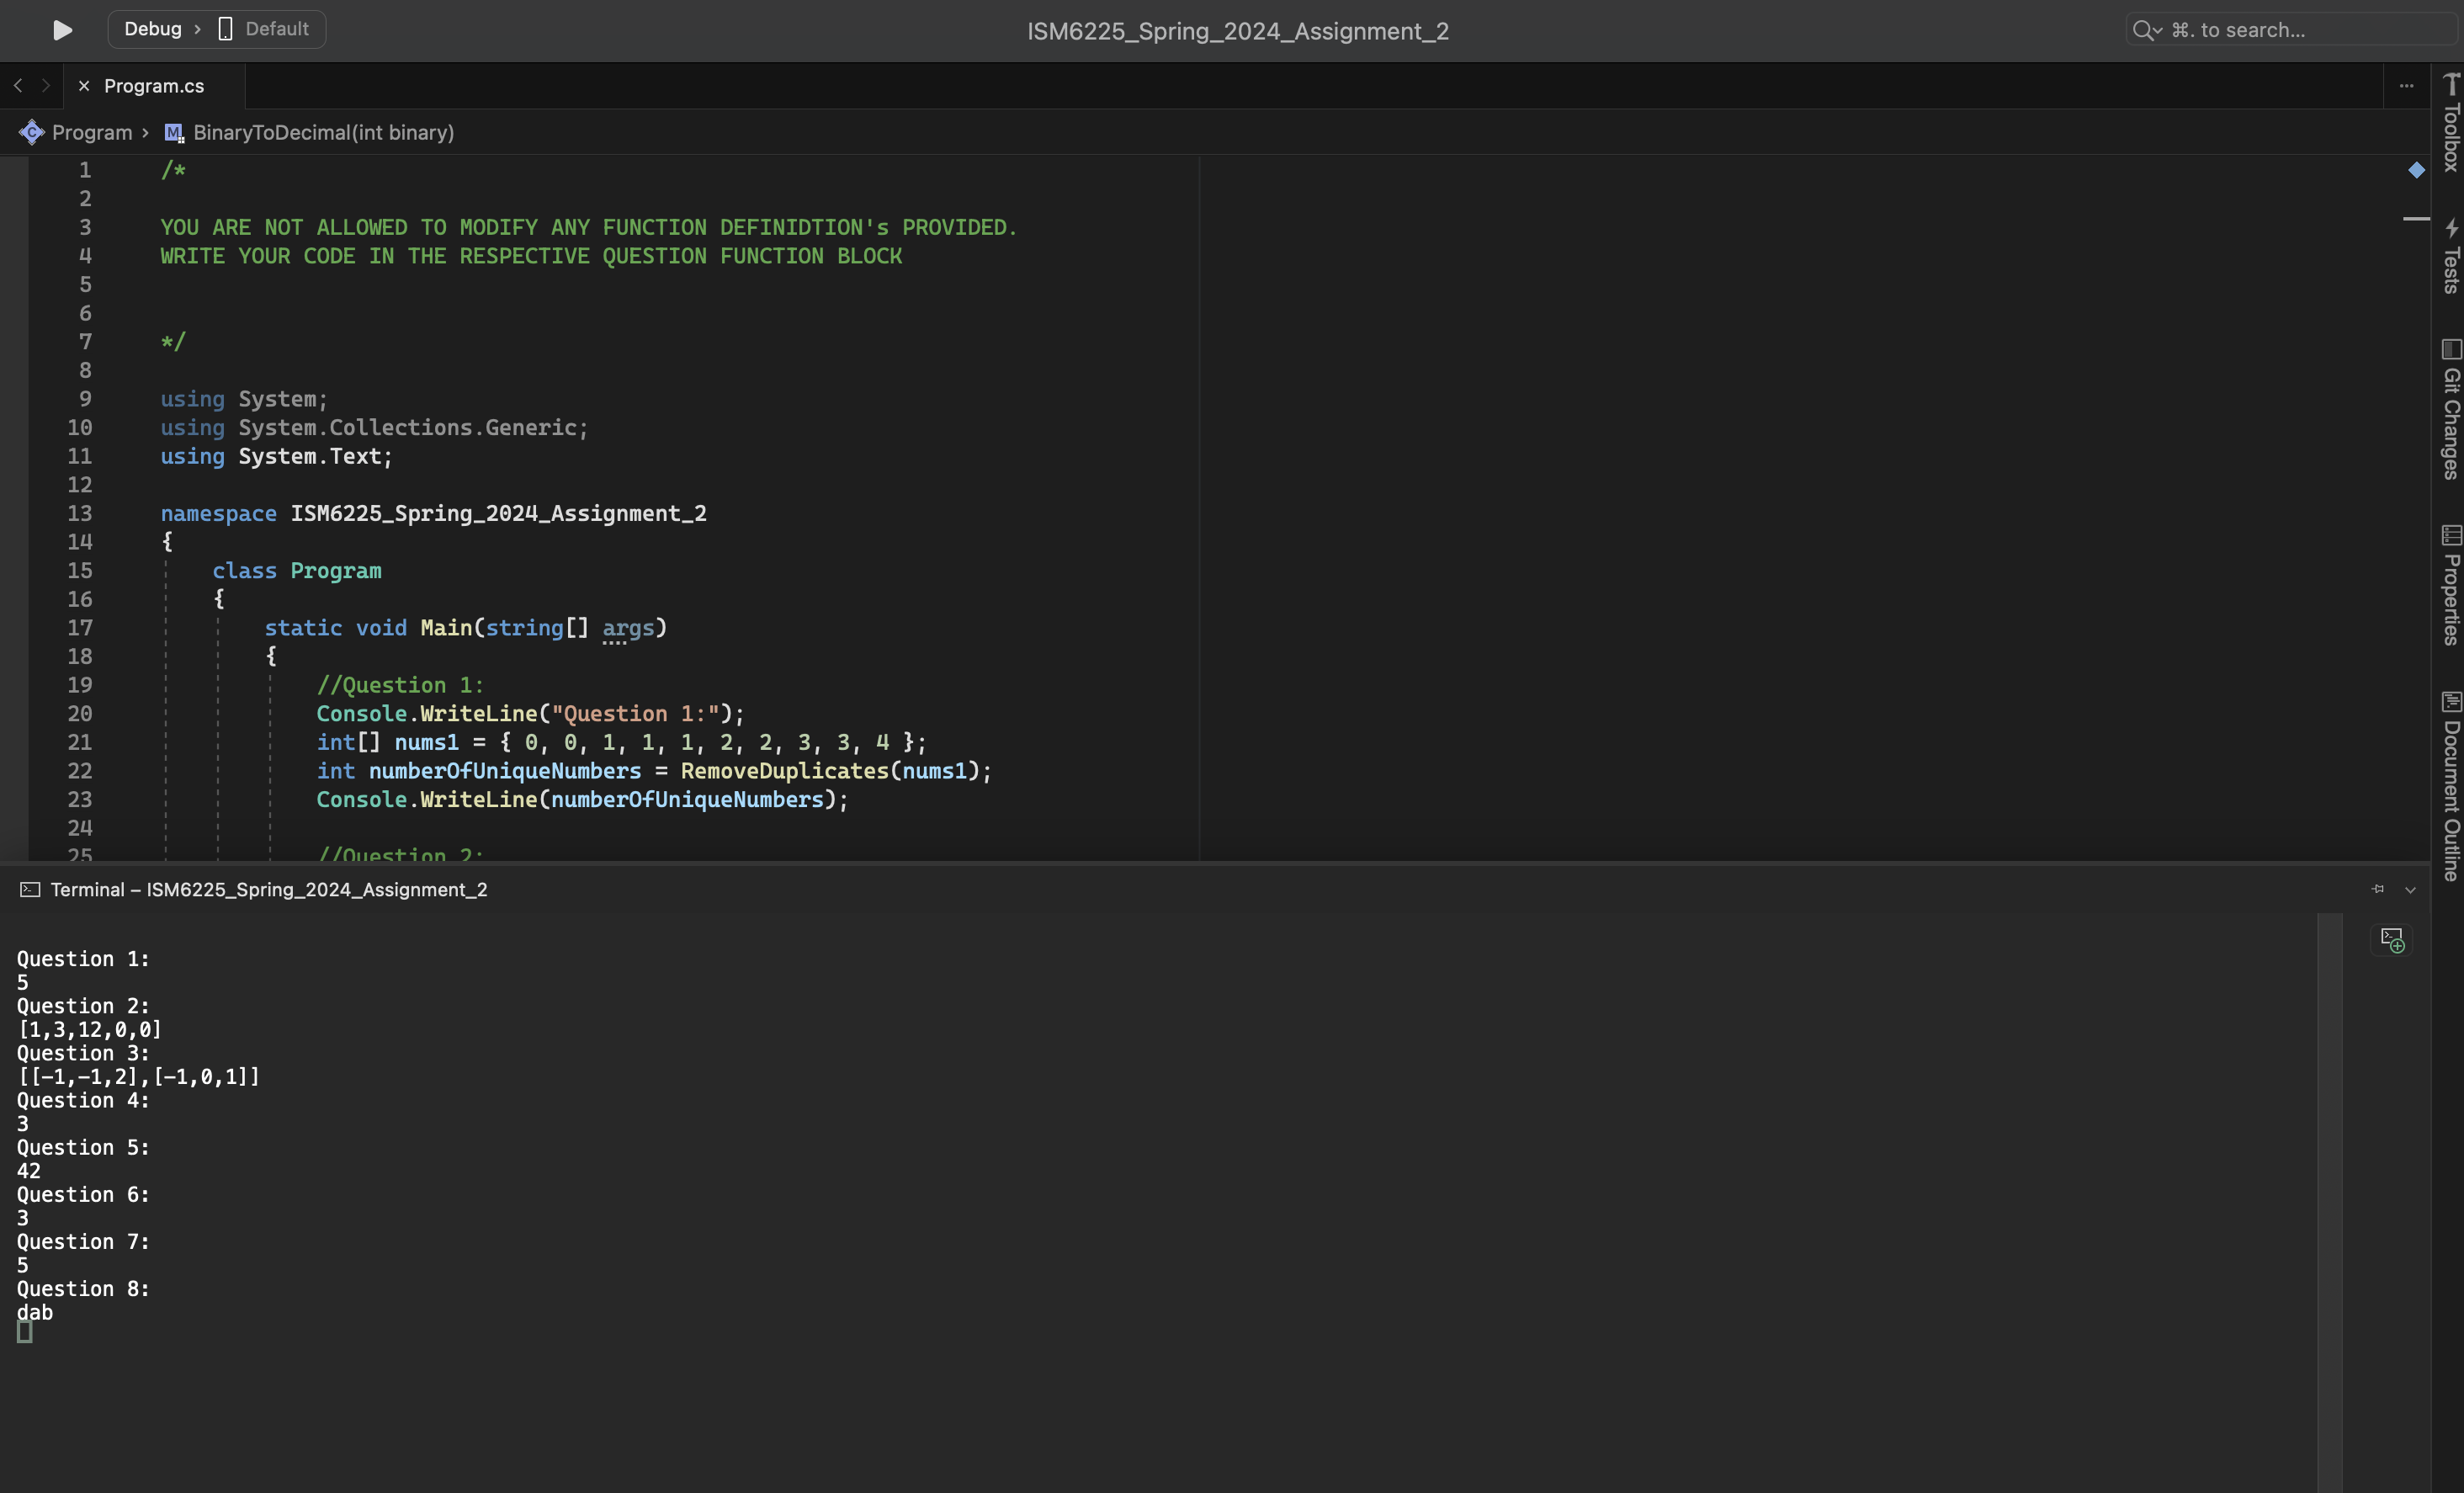 Debug › Default
ISM6225_Spring_2024_Assignment_2
⌘. to search...
Program.cs
Program › BinaryToDecimal(int binary)
1 /*
2
3 YOU ARE NOT ALLOWED TO MODIFY ANY FUNCTION DEFINIDTION's PROVIDED.
4 WRITE YOUR CODE IN THE RESPECTIVE QUESTION FUNCTION BLOCK
5
6
7 */
8
9 using System;
10 using System.Collections.Generic;
11 using System.Text;
12
13 namespace ISM6225_Spring_2024_Assignment_2
14 {
15 class Program
16 {
17 static void Main(string[] args)
18 {
19 //Question 1:
20 Console.WriteLine("Question 1:");
21 int[] nums1 = { 0, 0, 1, 1, 1, 2, 2, 3, 3, 4 };
22 int numberOfUniqueNumbers = RemoveDuplicates(nums1);
23 Console.WriteLine(numberOfUniqueNumbers);
24
25 //Question 2:
Toolbox
Tests
Git Changes
Properties
Document Outline
Terminal – ISM6225_Spring_2024_Assignment_2
Question 1:
5
Question 2:
[1,3,12,0,0]
Question 3:
[[-1,-1,2],[-1,0,1]]
Question 4:
3
Question 5:
42
Question 6:
3
Question 7:
5
Question 8:
dab